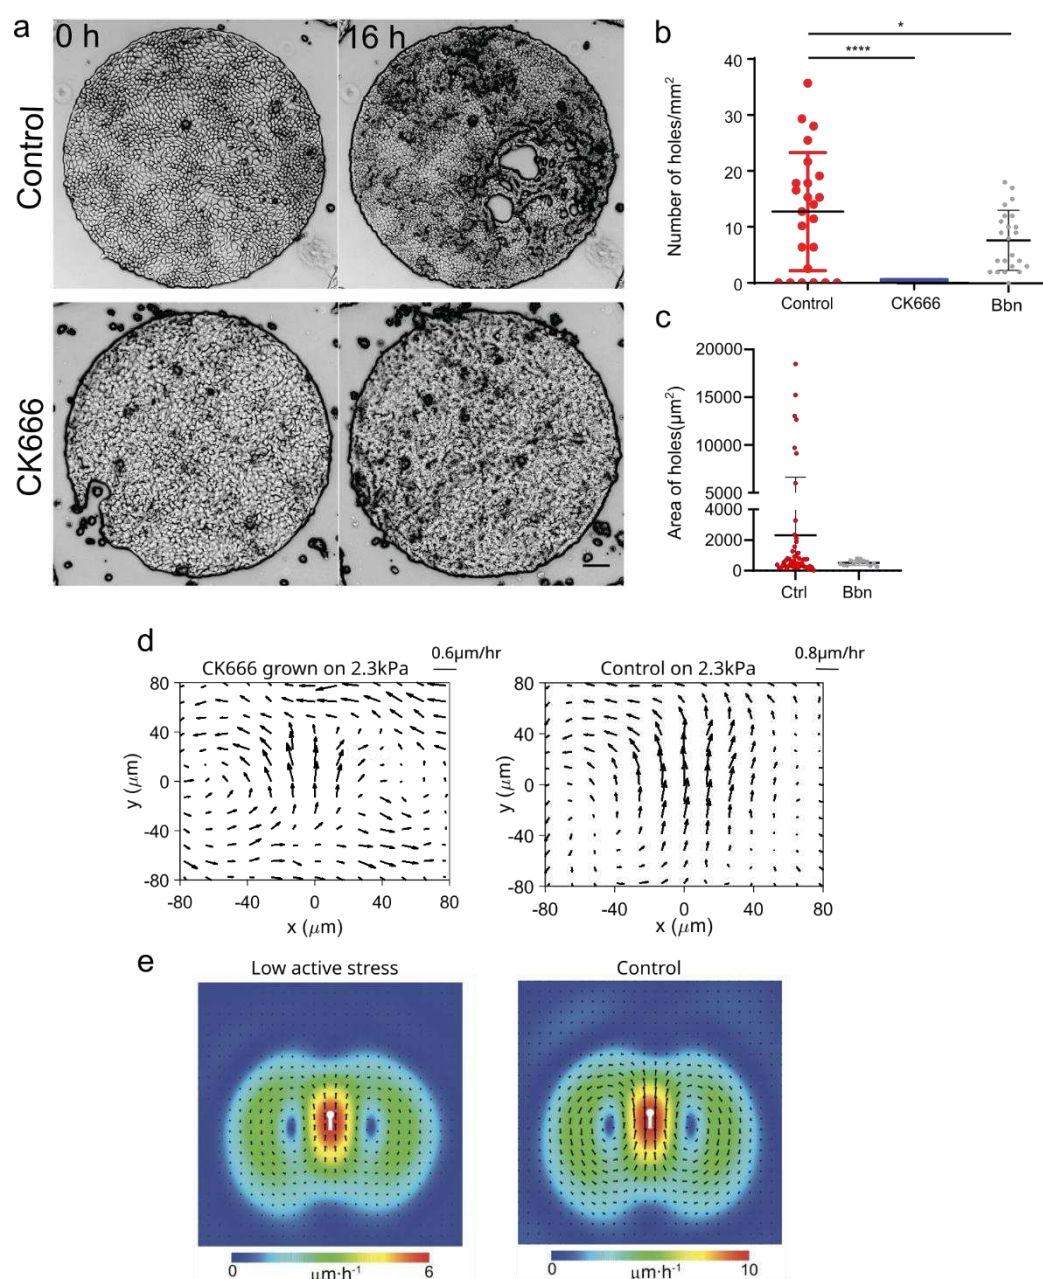 a
0 h
16 h
Control
CK666
b
*
****
Number of holes/mm²
40
30
20
10
0
Control
CK666
Bbn
c
Area of holes(µm²)
20000
15000
10000
5000
4000
2000
0
Ctrl
Bbn
d
CK666 grown on 2.3kPa
0.6µm/hr
80
40
0
-40
-80
y (µm)
-80
-40
0
40
80
x (µm)
Control on 2.3kPa
0.8µm/hr
80
40
0
-40
-80
y (µm)
-80
-40
0
40
80
x (µm)
e
Low active stress
Control
0
µm·h⁻¹
6
0
µm·h⁻¹
10